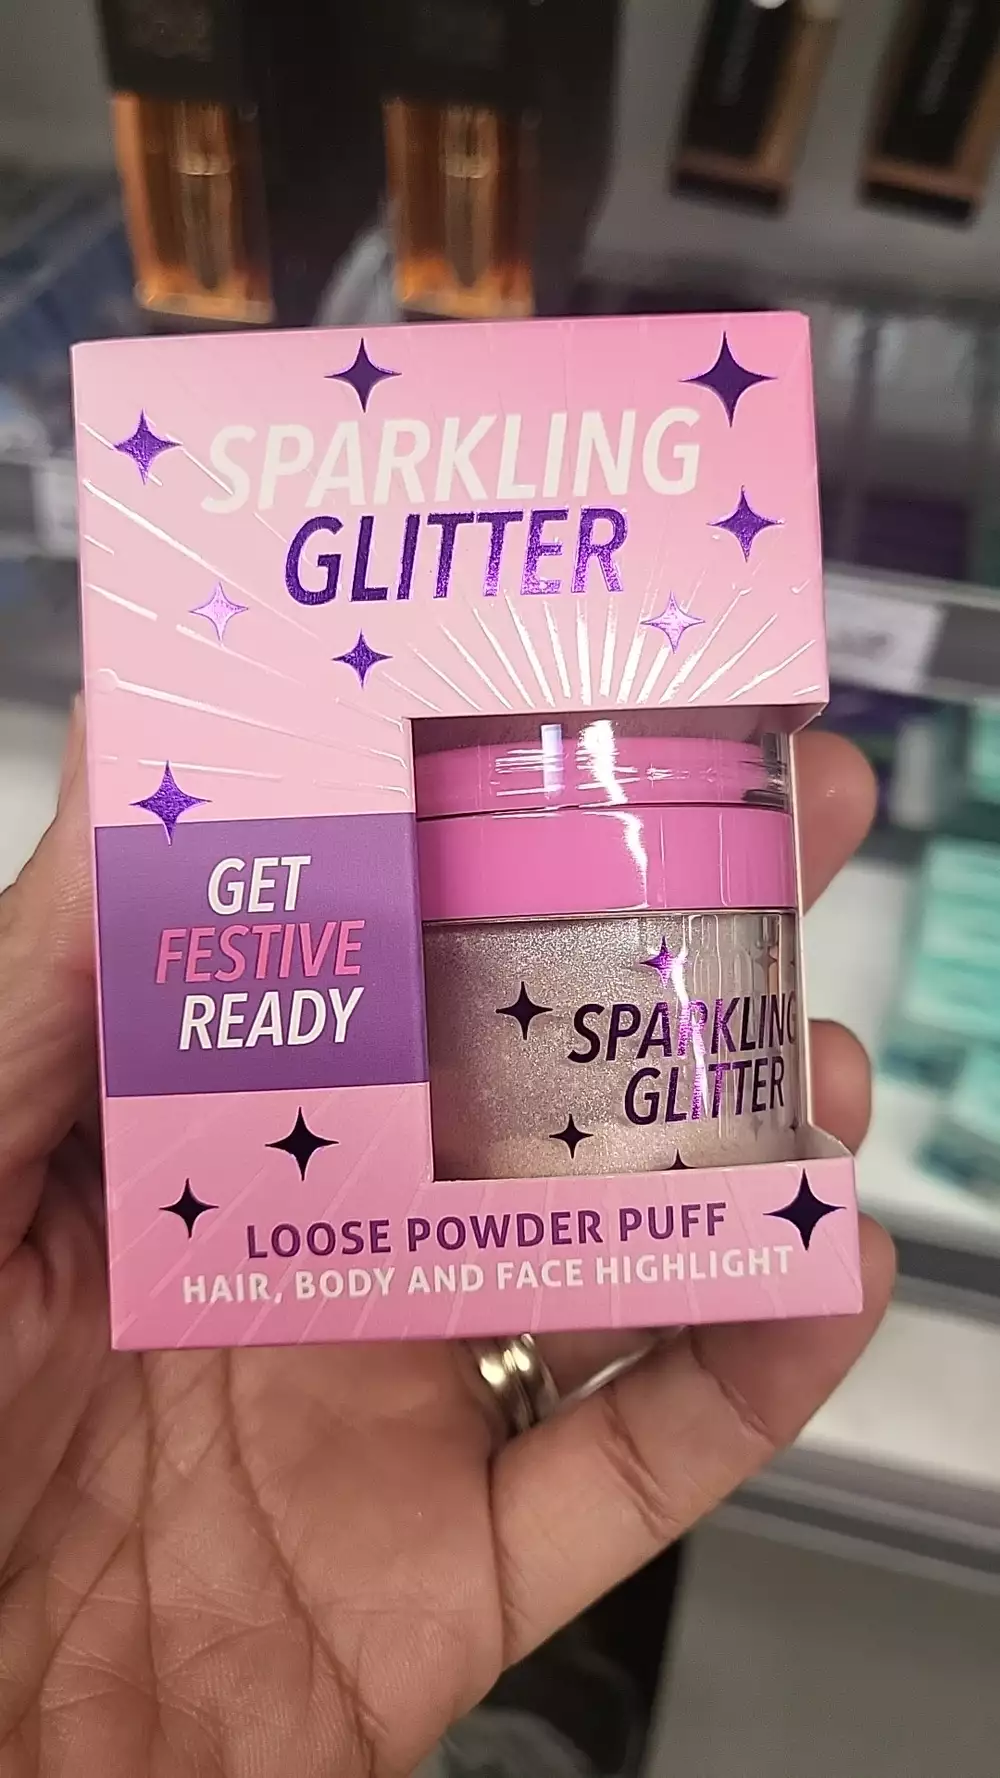 SPARKLING
GLITTER
GET
FESTIVE
READY
SPARKLING
GLITTER
LOOSE POWDER PUFF
HAIR, BODY AND FACE HIGHLIGHT